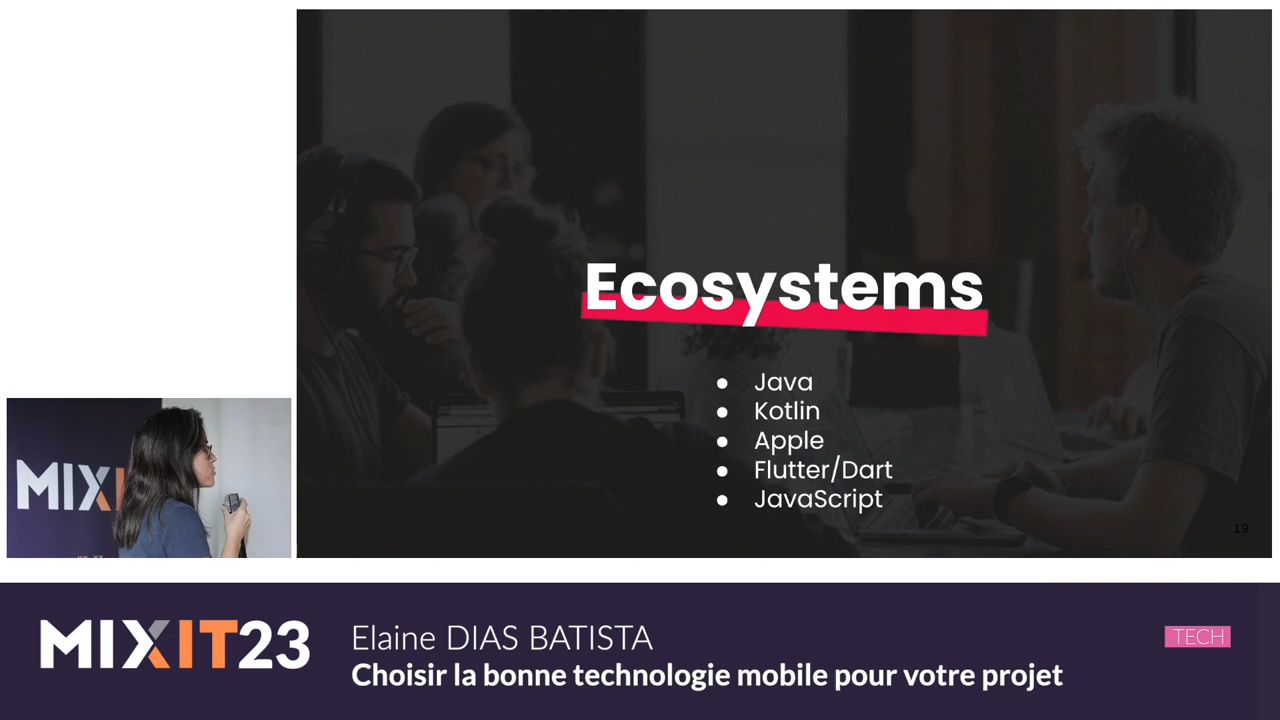 Ecosystems
● Java
● Kotlin
● Apple
● Flutter/Dart
● JavaScript
19
MIXI
MIXIT23
Elaine DIAS BATISTA
Choisir la bonne technologie mobile pour votre projet
TECH